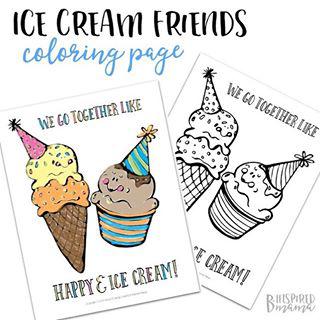 ICE CREAM FRIENDS
coloring page
WE GO TOGETHER LIKE
HAPPY & ICE CREAM!
WE GO TOGETHER LIKE
ICE CREAM!
B INSPIRED
mama